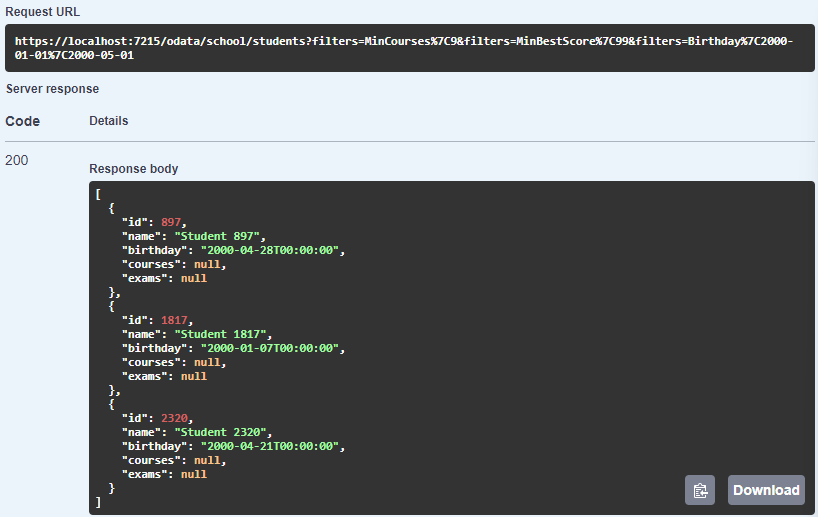 Request URL
https://localhost:7215/odata/school/students?filters=MinCourses%7C9&filters=MinBestScore%7C99&filters=Birthday%7C2000-
01-01%7C2000-05-01
Server response
Code Details
200
Response body
[
  {
    "id": 897,
    "name": "Student 897",
    "birthday": "2000-04-28T00:00:00",
    "courses": null,
    "exams": null
  },
  {
    "id": 1817,
    "name": "Student 1817",
    "birthday": "2000-01-07T00:00:00",
    "courses": null,
    "exams": null
  },
  {
    "id": 2320,
    "name": "Student 2320",
    "birthday": "2000-04-21T00:00:00",
    "courses": null,
    "exams": null
  }
]
Download